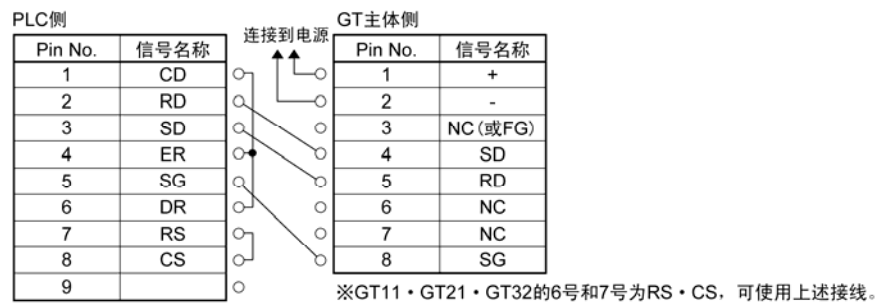 PLC侧
连接到电源
GT主体侧
Pin No. 信号名称
1 CD
2 RD
3 SD
4 ER
5 SG
6 DR
7 RS
8 CS
9
Pin No. 信号名称
1 +
2 -
3 NC(或FG)
4 SD
5 RD
6 NC
7 NC
8 SG
※GT11・GT21・GT32的6号和7号为RS・CS，可使用上述接线。